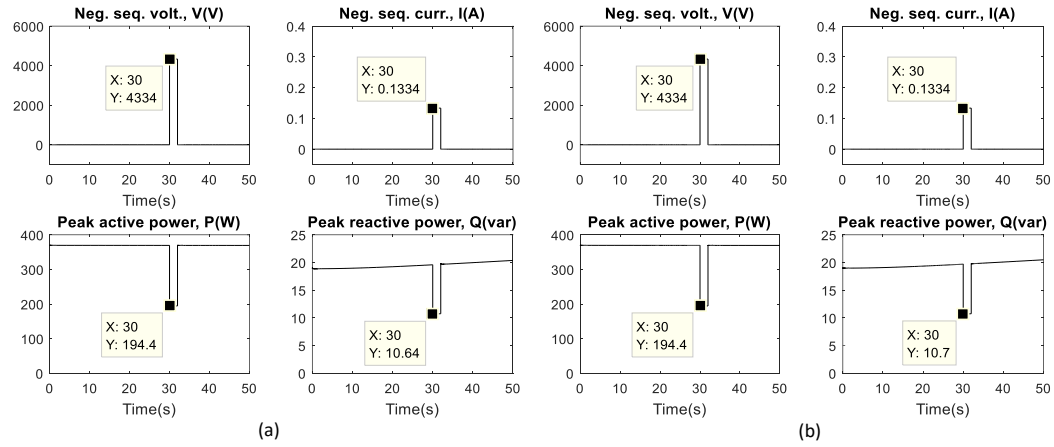 Neg. seq. volt., V(V)
6000
4000
2000
0
X: 30
Y: 4334
0 10 20 30 40 50
Time(s)
Neg. seq. curr., I(A)
0.4
0.3
0.2
0.1
0
X: 30
Y: 0.1334
0 10 20 30 40 50
Time(s)
Peak active power, P(W)
400
300
200
100
0
X: 30
Y: 194.4
0 10 20 30 40 50
Time(s)
Peak reactive power, Q(var)
25
20
15
10
5
0
X: 30
Y: 10.64
0 10 20 30 40 50
Time(s)
(a)
Neg. seq. volt., V(V)
6000
4000
2000
0
X: 30
Y: 4334
0 10 20 30 40 50
Time(s)
Neg. seq. curr., I(A)
0.4
0.3
0.2
0.1
0
X: 30
Y: 0.1334
0 10 20 30 40 50
Time(s)
Peak active power, P(W)
400
300
200
100
0
X: 30
Y: 194.4
0 10 20 30 40 50
Time(s)
Peak reactive power, Q(var)
25
20
15
10
5
0
X: 30
Y: 10.7
0 10 20 30 40 50
Time(s)
(b)